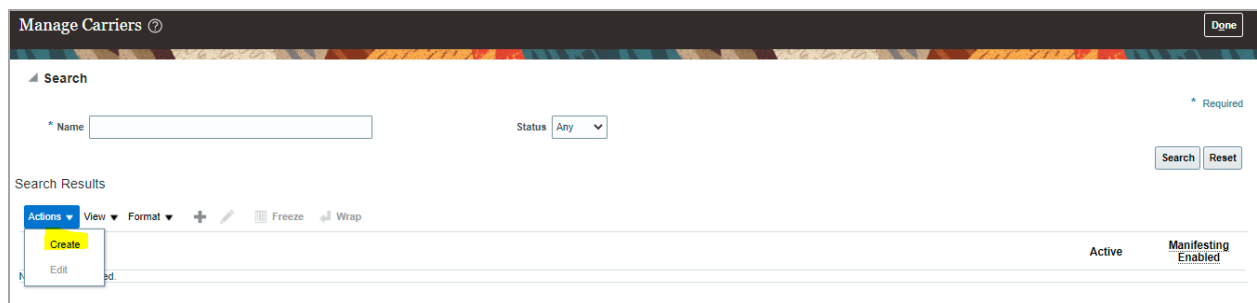 Manage Carriers ?
Done
Search
* Required
* Name
Status Any
Search Reset
Search Results
Actions View Format Freeze Wrap
Create
Active Manifesting Enabled
Edit
N ed.